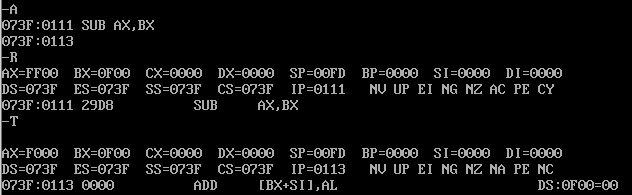 -A
073F:0111 SUB AX,BX
073F:0113
-R
AX=FF00  BX=0F00  CX=0000  DX=0000  SP=00FD  BP=0000  SI=0000  DI=0000
DS=073F  ES=073F  SS=073F  CS=073F  IP=0111   NV UP EI NG NZ AC PE CY
073F:0111 29D8          SUB     AX,BX
-T
AX=F000  BX=0F00  CX=0000  DX=0000  SP=00FD  BP=0000  SI=0000  DI=0000
DS=073F  ES=073F  SS=073F  CS=073F  IP=0113   NV UP EI NG NZ NA PE NC
073F:0113 0000          ADD     [BX+SI],AL                         DS:0F00=00